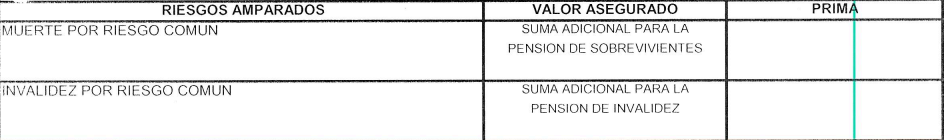 RIESGOS AMPARADOS VALOR ASEGURADO PRIMA
MUERTE POR RIESGO COMUN SUMA ADICIONAL PARA LA
PENSION DE SOBREVIVIENTES
INVALIDEZ POR RIESGO COMUN SUMA ADICIONAL PARA LA
PENSION DE INVALIDEZ